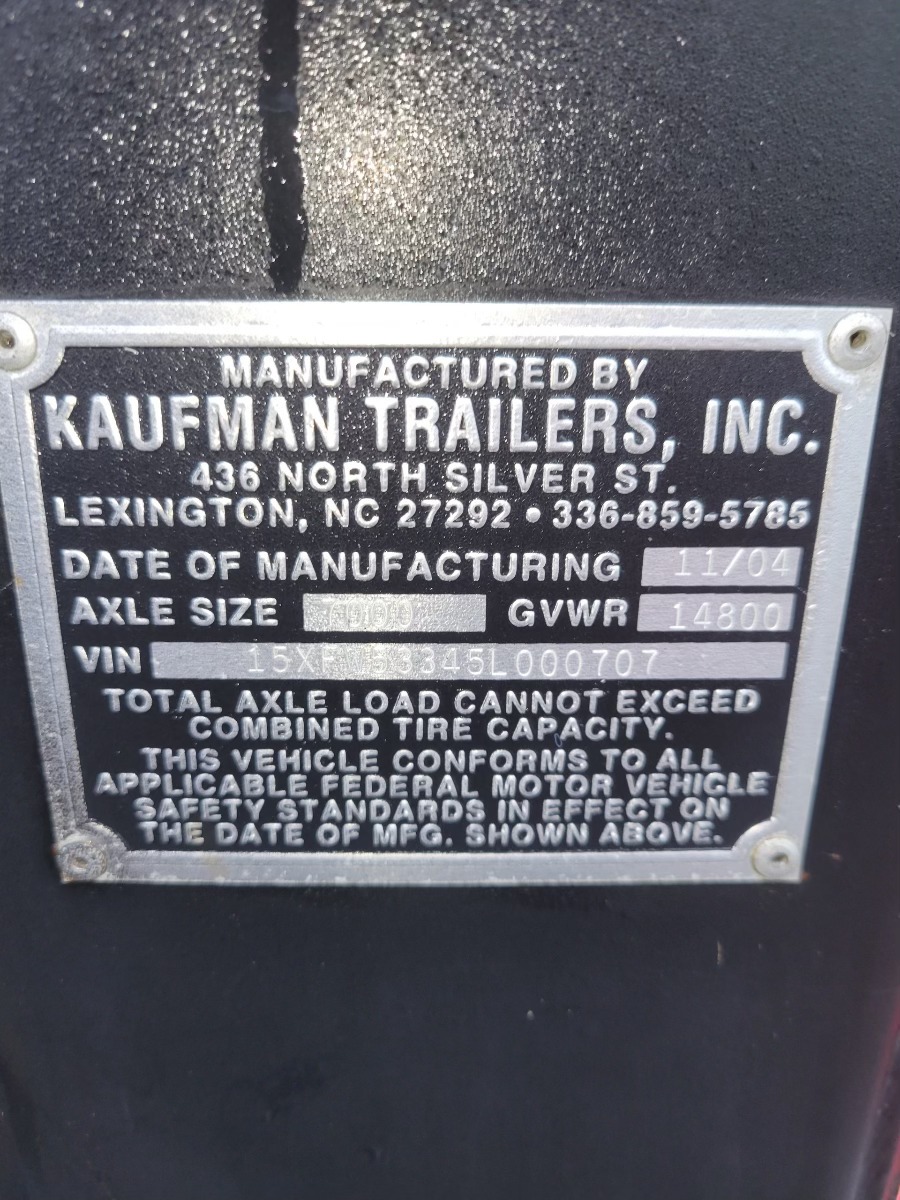 MANUFACTURED BY
KAUFMAN TRAILERS, INC.
436 NORTH SILVER ST.
LEXINGTON, NC 27292 • 336-859-5785
DATE OF MANUFACTURING 11/04
AXLE SIZE 7000 GVWR 14800
VIN 15XFW53345L000707
TOTAL AXLE LOAD CANNOT EXCEED
COMBINED TIRE CAPACITY.
THIS VEHICLE CONFORMS TO ALL
APPLICABLE FEDERAL MOTOR VEHICLE
SAFETY STANDARDS IN EFFECT ON
THE DATE OF MFG. SHOWN ABOVE.